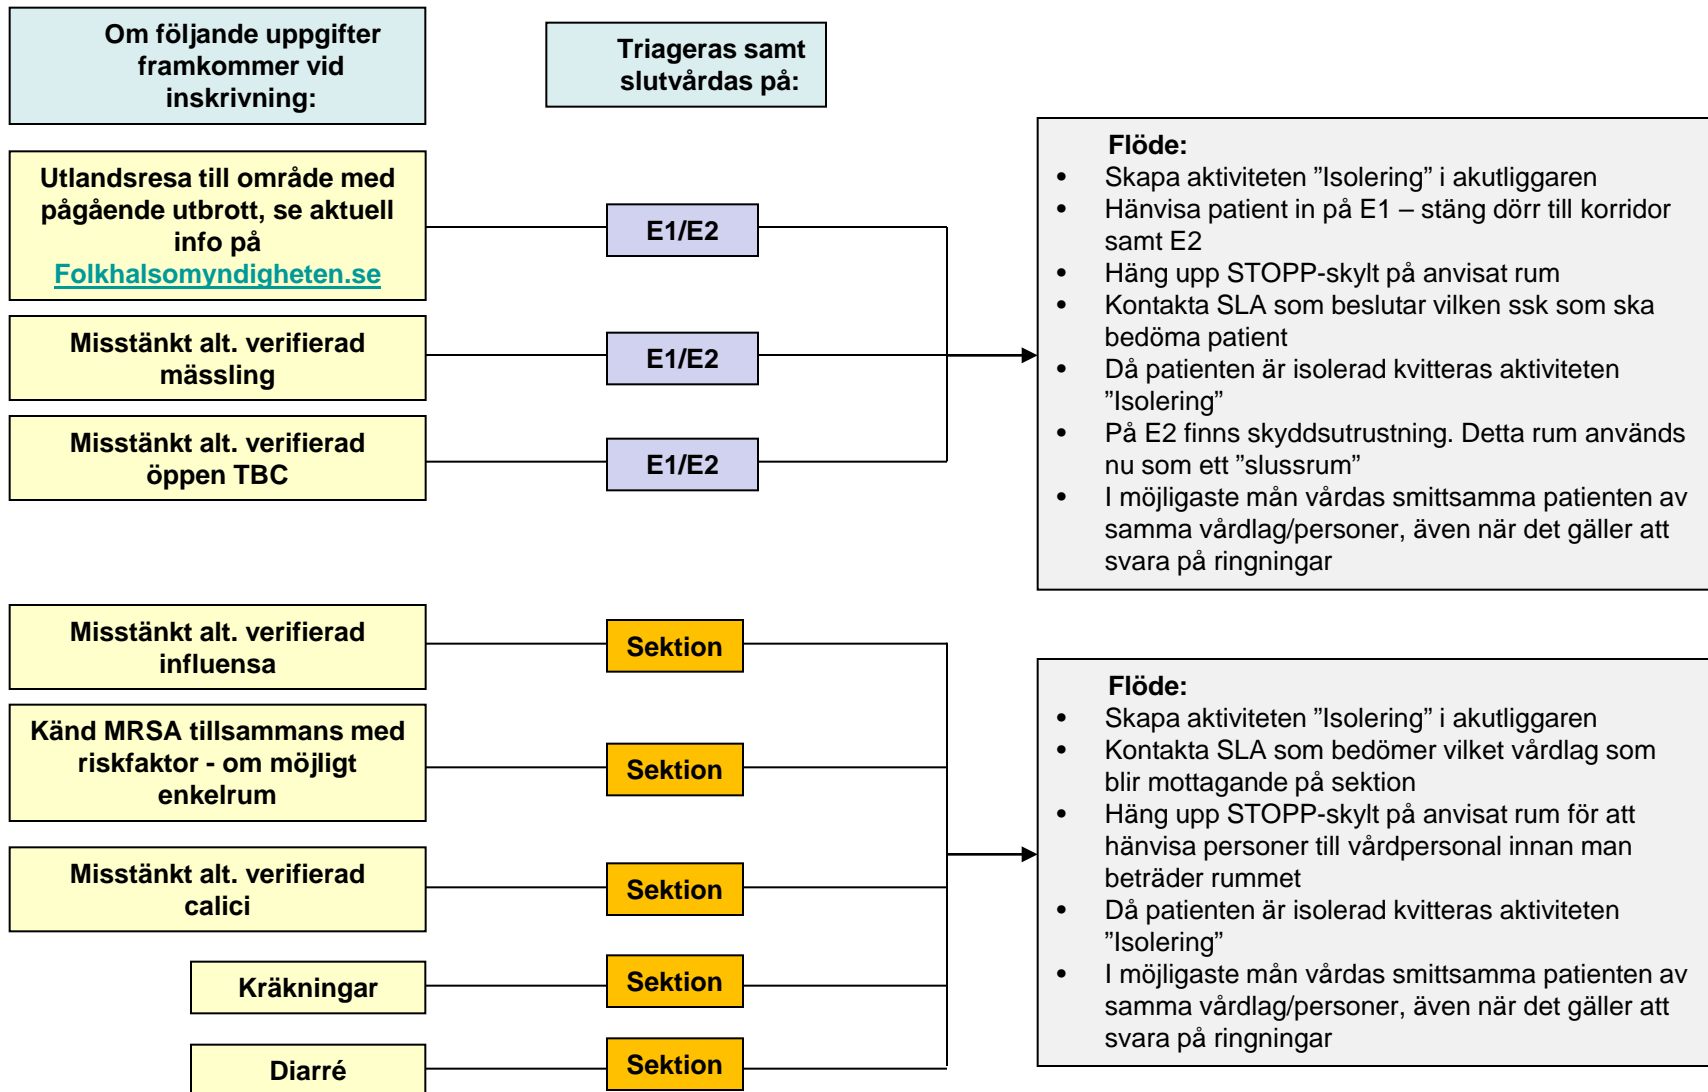 Om följande uppgifter
framkommer vid
inskrivning:
Triageras samt
slutvårdas på:
Utlandsresa till område med
pågående utbrott, se aktuell
info på
Folkhalsomyndigheten.se
E1/E2
Misstänkt alt. verifierad
mässling
E1/E2
Misstänkt alt. verifierad
öppen TBC
E1/E2
Flöde:
• Skapa aktiviteten ”Isolering” i akutliggaren
• Hänvisa patient in på E1 – stäng dörr till korridor
samt E2
• Häng upp STOPP-skylt på anvisat rum
• Kontakta SLA som beslutar vilken ssk som ska
bedöma patient
• Då patienten är isolerad kvitteras aktiviteten
”Isolering”
• På E2 finns skyddsutrustning. Detta rum används
nu som ett ”slussrum”
• I möjligaste mån vårdas smittsamma patienten av
samma vårdlag/personer, även när det gäller att
svara på ringningar
Misstänkt alt. verifierad
influensa
Sektion
Känd MRSA tillsammans med
riskfaktor - om möjligt
enkelrum
Sektion
Misstänkt alt. verifierad
calici
Sektion
Kräkningar
Sektion
Diarré
Sektion
Flöde:
• Skapa aktiviteten ”Isolering” i akutliggaren
• Kontakta SLA som bedömer vilket vårdlag som
blir mottagande på sektion
• Häng upp STOPP-skylt på anvisat rum för att
hänvisa personer till vårdpersonal innan man
beträder rummet
• Då patienten är isolerad kvitteras aktiviteten
”Isolering”
• I möjligaste mån vårdas smittsamma patienten av
samma vårdlag/personer, även när det gäller att
svara på ringningar